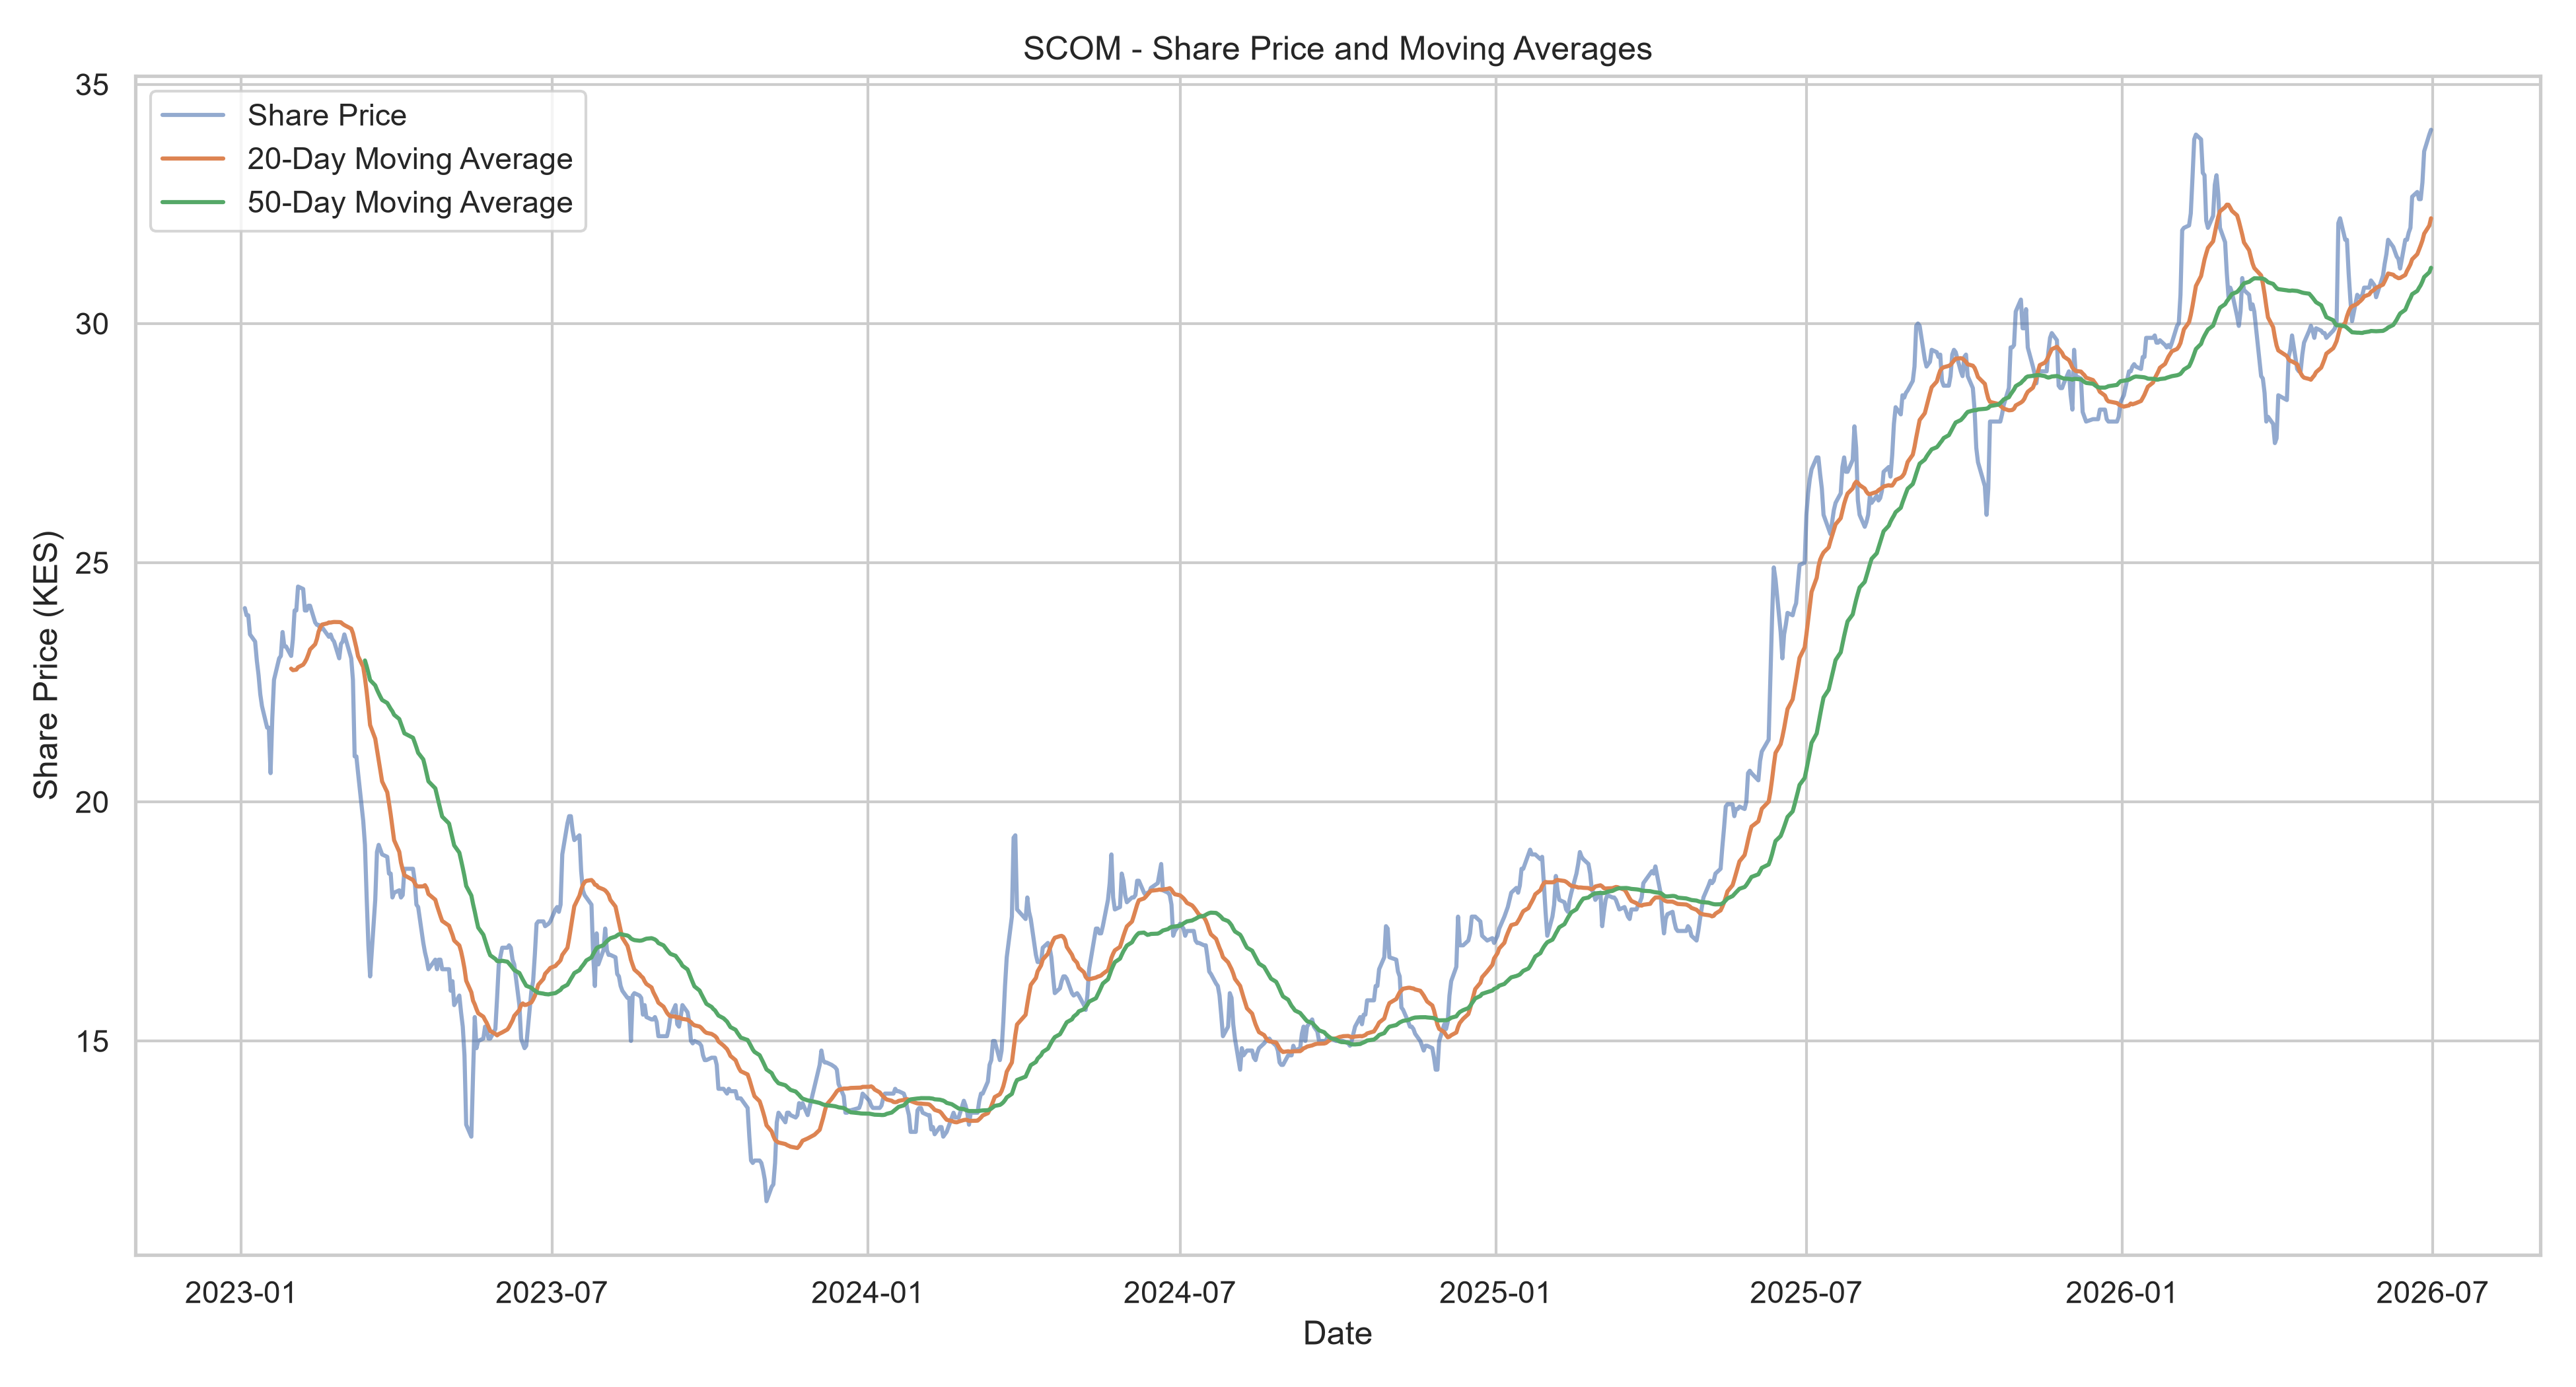 SCOM - Share Price and Moving Averages
Share Price
20-Day Moving Average
50-Day Moving Average
Share Price (KES)
35
30
25
20
15
2023-01
2023-07
2024-01
2024-07
2025-01
2025-07
2026-01
2026-07
Date